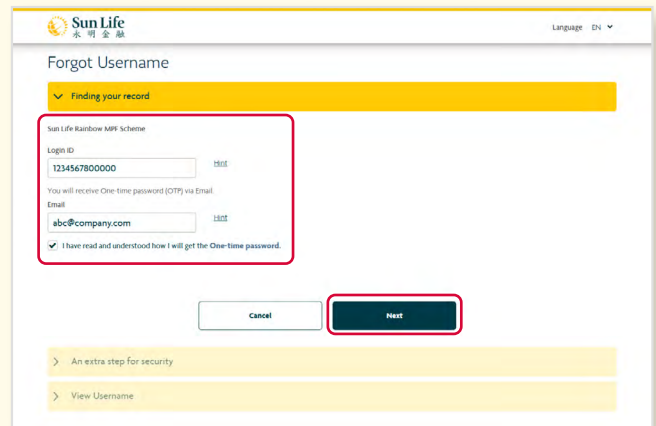 Sun Life
永明金融
Language EN
Forgot Username
Finding your record
Sun Life Rainbow MPF Scheme
Login ID
1234567800000 Hint
You will receive One-time password (OTP) via Email.
Email
abc@company.com Hint
I have read and understood how I will get the One-time password.
Cancel Next
An extra step for security
View Username